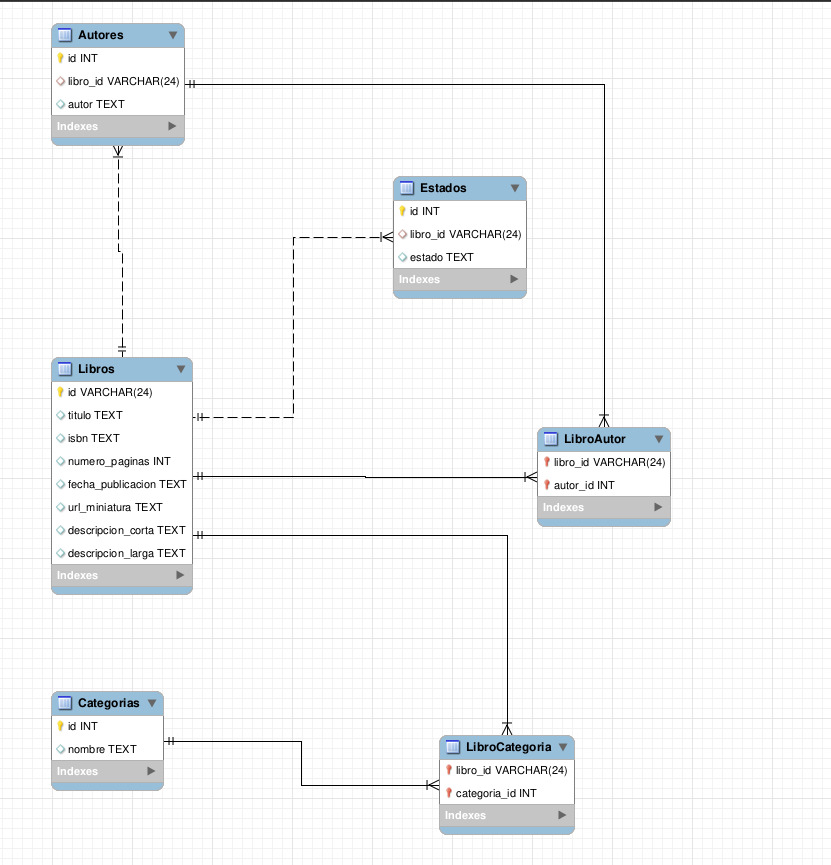 Autores
id INT
libro_id VARCHAR(24)
autor TEXT
Indexes
Estados
id INT
libro_id VARCHAR(24)
estado TEXT
Indexes
Libros
id VARCHAR(24)
titulo TEXT
isbn TEXT
numero_paginas INT
fecha_publicacion TEXT
url_miniatura TEXT
descripcion_corta TEXT
descripcion_larga TEXT
Indexes
LibroAutor
libro_id VARCHAR(24)
autor_id INT
Indexes
Categorias
id INT
nombre TEXT
Indexes
LibroCategoria
libro_id VARCHAR(24)
categoria_id INT
Indexes